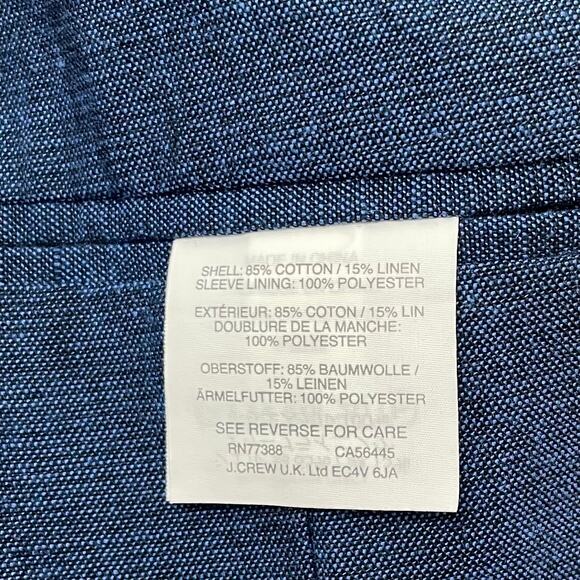 SHELL: 85% COTTON / 15% LINEN
SLEEVE LINING: 100% POLYESTER
EXTÉRIEUR: 85% COTON / 15% LIN
DOUBLURE DE LA MANCHE:
100% POLYESTER
OBERSTOFF: 85% BAUMWOLLE /
15% LEINEN
ÄRMELFUTTER: 100% POLYESTER
SEE REVERSE FOR CARE
RN77388 CA56445
J.CREW U.K. Ltd EC4V 6JA